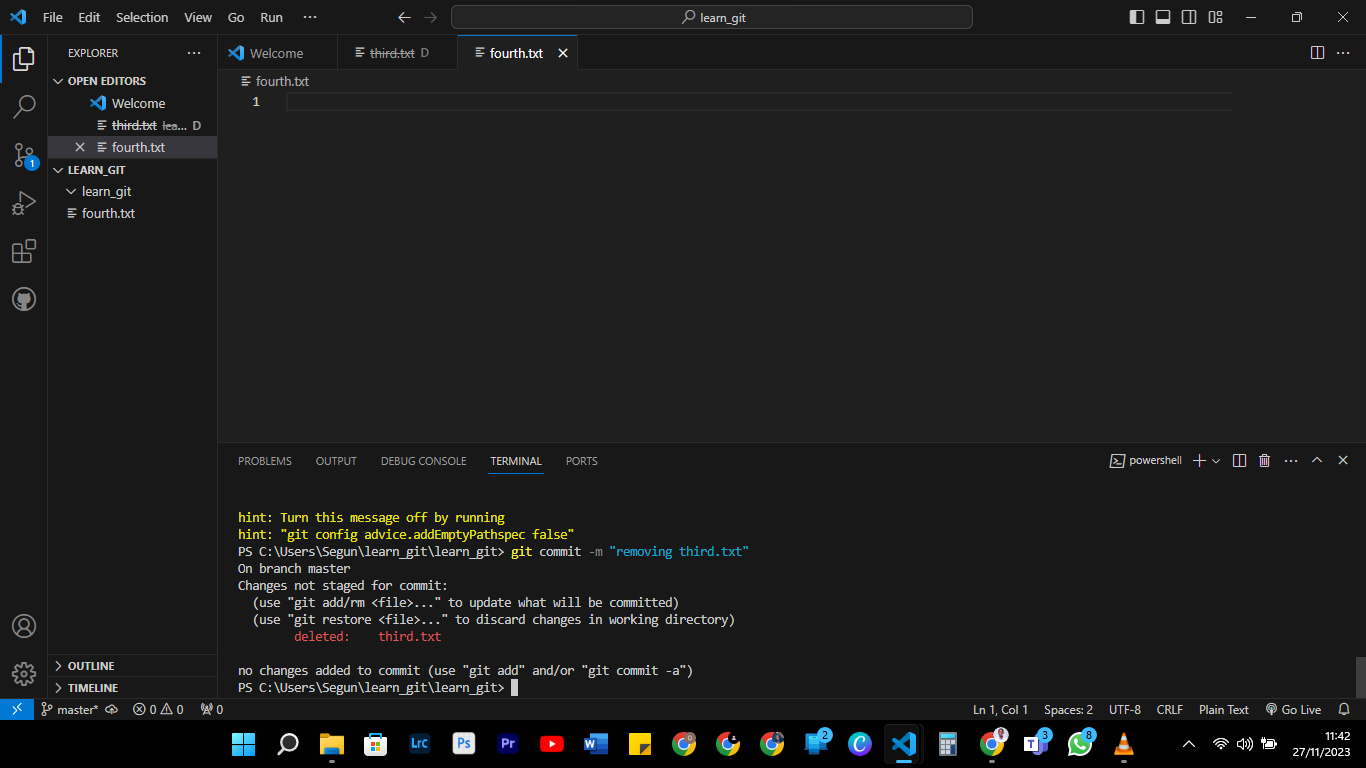 File Edit Selection View Go Run ···
learn_git
EXPLORER
OPEN EDITORS
Welcome
third.txt lea... D
fourth.txt
LEARN_GIT
learn_git
fourth.txt
OUTLINE
TIMELINE
1
Welcome
third.txt D
fourth.txt
fourth.txt
1
PROBLEMS OUTPUT DEBUG CONSOLE TERMINAL PORTS
powershell
hint: Turn this message off by running
hint: "git config advice.addEmptyPathspec false"
PS C:\Users\Segun\learn_git\learn_git> git commit -m "removing third.txt"
On branch master
Changes not staged for commit:
(use "git add/rm <file>..." to update what will be committed)
(use "git restore <file>..." to discard changes in working directory)
deleted: third.txt
no changes added to commit (use "git add" and/or "git commit -a")
PS C:\Users\Segun\learn_git\learn_git>
master* 0 0 0
Ln 1, Col 1 Spaces: 2 UTF-8 CRLF Plain Text Go Live
Lrc Ps Pr W 2 C T 3 8
11:42
27/11/2023